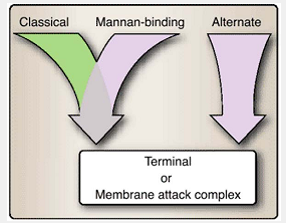 Classical Mannan-binding Alternate
Terminal
or
Membrane attack complex